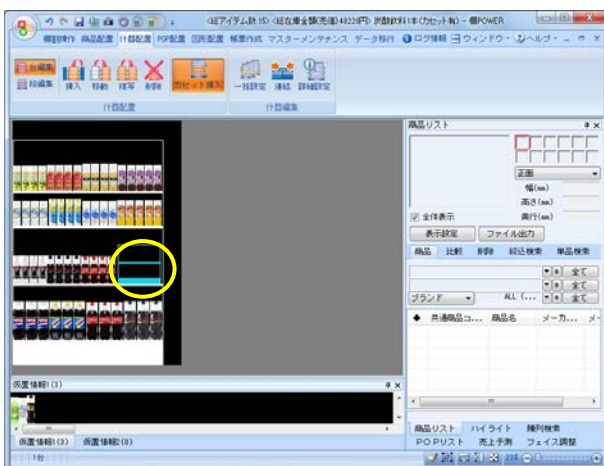 <総アイテム数:15> <総在庫金額(売価)48228円> 炭酸飲料1本(カセット有) - 棚POWER
棚割操作 商品配置 什器配置 POP配置 図形配置 帳票作成 マスターメンテナンス データ移行 ログ情報 ウィンドウ ヘルプ
台編集
段編集
挿入 移動 複写 削除 カセット挿入 一括設定 連結 詳細設定
什器配置 什器編集
商品リスト
正面
幅(mm)
高さ(mm)
全体表示 奥行(mm)
表示設定 ファイル出力
商品 比較 削除 絞込検索 単品検索
全て
全て
ブランド ALL (... 全て
共通商品コ... 商品名 メーカ... メ-
仮置情報1(3)
仮置情報1(3) 仮置情報2(0)
商品リスト ハイライト 陳列検索
POPリスト 売上予測 フェイス調整
1台 23%